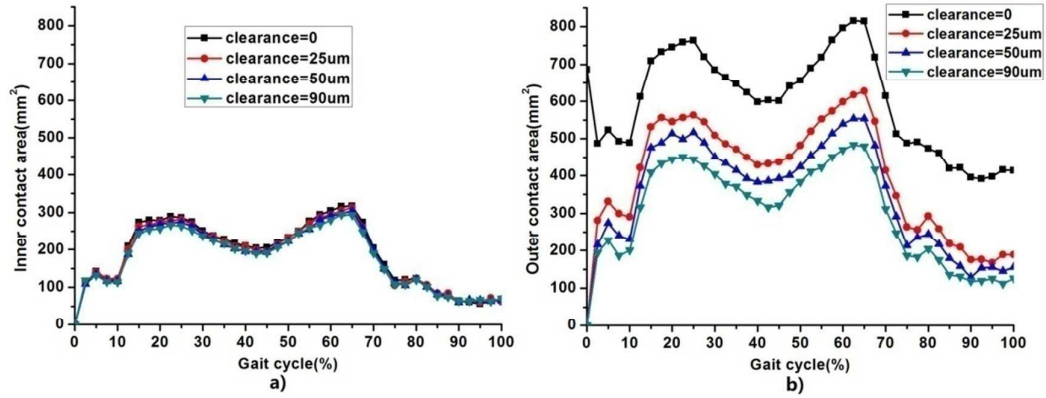 800
700
600
500
400
300
200
100
0
Inner contact area(mm²)
clearance=0
clearance=25um
clearance=50um
clearance=90um
0 10 20 30 40 50 60 70 80 90 100
Gait cycle(%)
a)
800
700
600
500
400
300
200
100
0
Outer contact area(mm²)
clearance=0
clearance=25um
clearance=50um
clearance=90um
0 10 20 30 40 50 60 70 80 90 100
Gait cycle(%)
b)